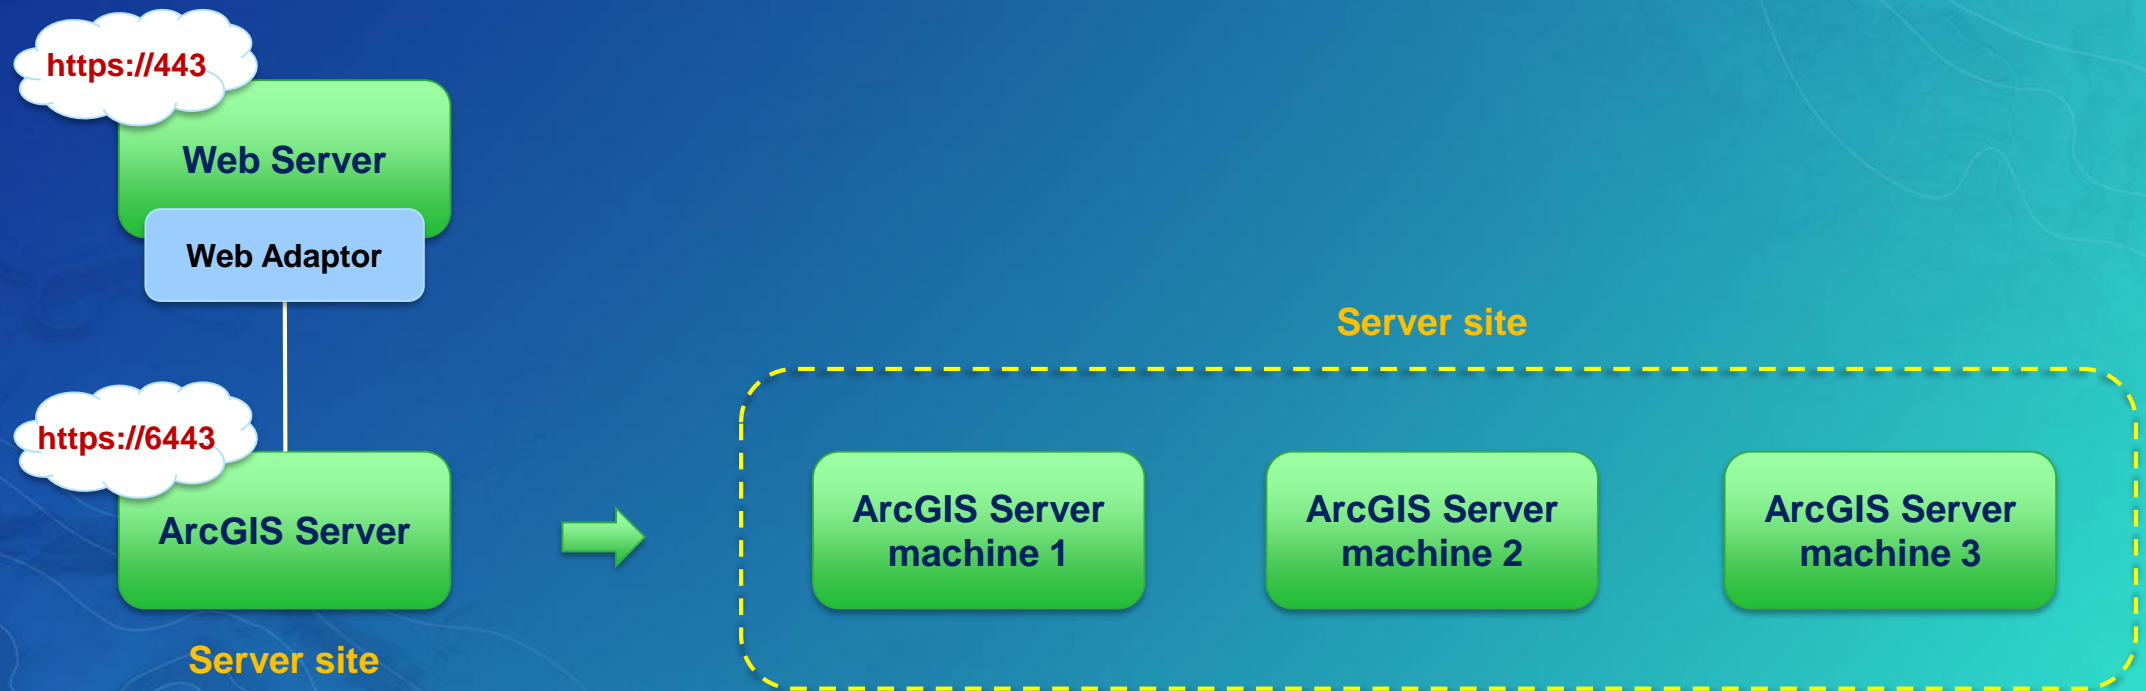 https://443
Web Server
Web Adaptor
https://6443
ArcGIS Server
Server site
Server site
ArcGIS Server
machine 1
ArcGIS Server
machine 2
ArcGIS Server
machine 3